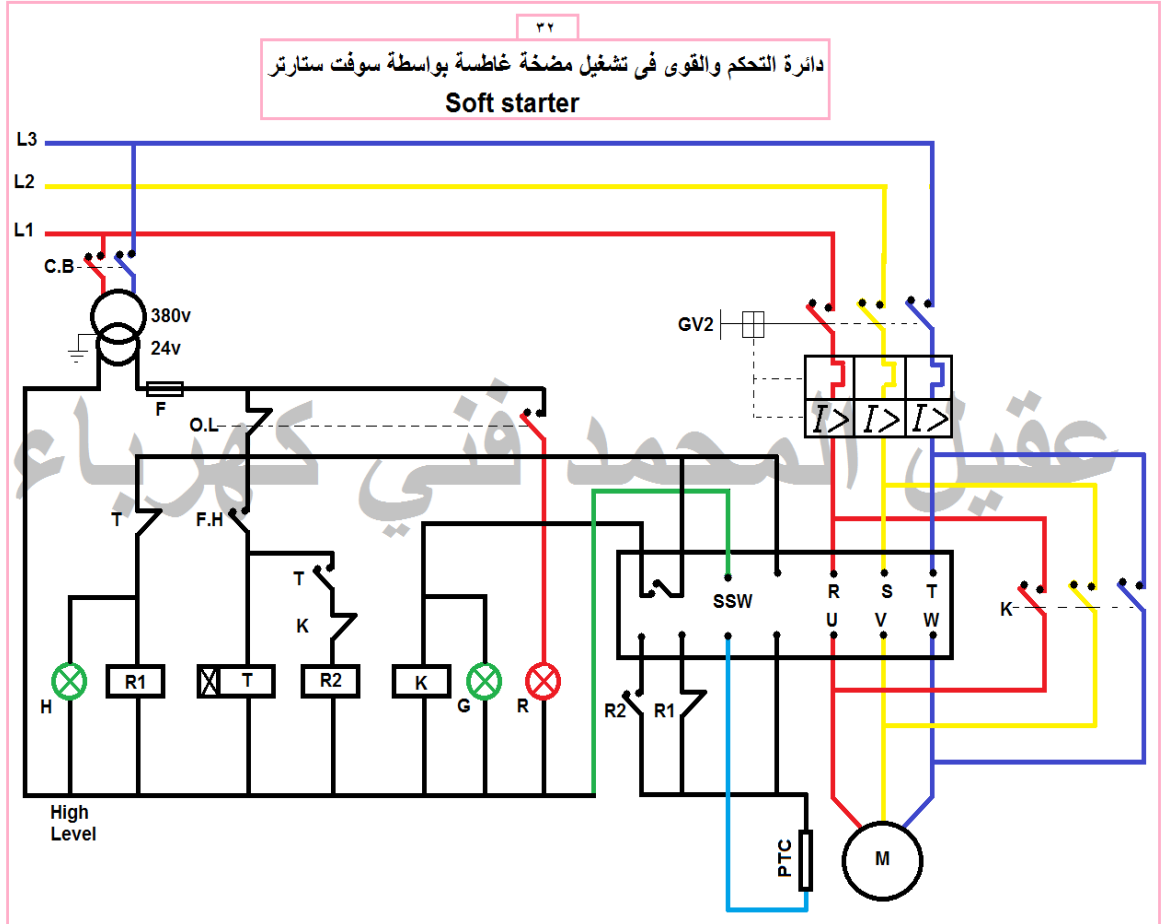 ٣٢
دائرة التحكم والقوى فى تشغيل مضخة غاطسة بواسطة سوفت ستارتر
Soft starter
L3
L2
L1
C.B
380v
24v
GV2
F
O.L
I> I> I>
عقيل المحمد فني كهرباء
T
F.H
T
K
SSW
R S T
U V W
K
H
R1
T
R2
K
G
R
R2
R1
High
Level
PTC
M